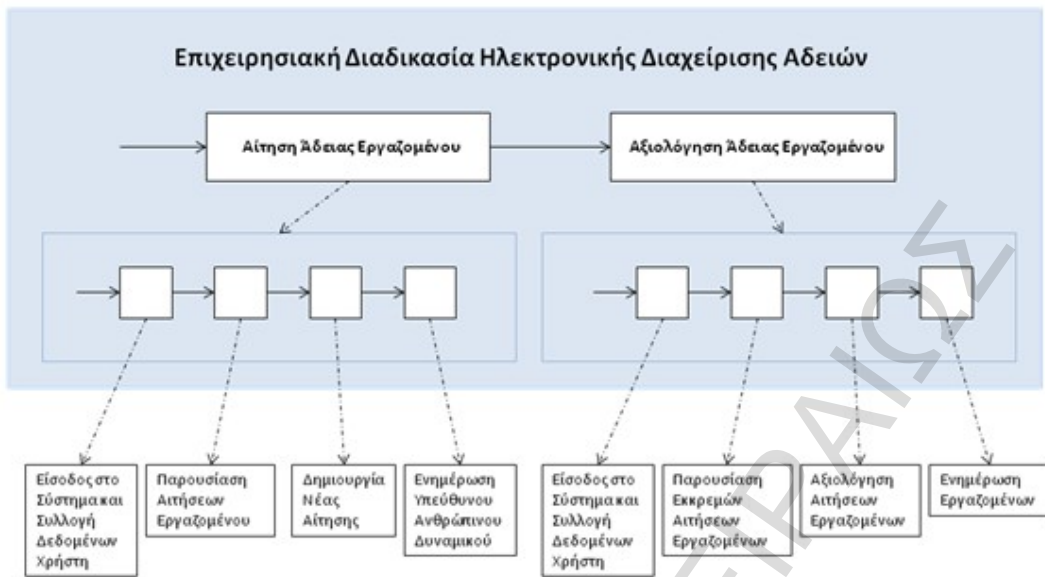 Επιχειρησιακή Διαδικασία Ηλεκτρονικής Διαχείρισης Αδειών
Αίτηση Άδειας Εργαζομένου
Αξιολόγηση Άδειας Εργαζομένου
Είσοδος στο
Σύστημα και
Συλλογή
Δεδομένων
Χρήστη
Παρουσίαση
Αιτήσεων
Εργαζομένου
Δημιουργία
Νέας
Αίτησης
Ενημέρωση
Υπεύθυνου
Ανθρώπινου
Δυναμικού
Είσοδος στο
Σύστημα και
Συλλογή
Δεδομένων
Χρήστη
Παρουσίαση
Εκκρεμών
Αιτήσεων
Εργαζομένων
Αξιολόγηση
Αιτήσεων
Εργαζομένων
Ενημέρωση
Εργαζομένων
ΕΙΡΑΙΩΣ